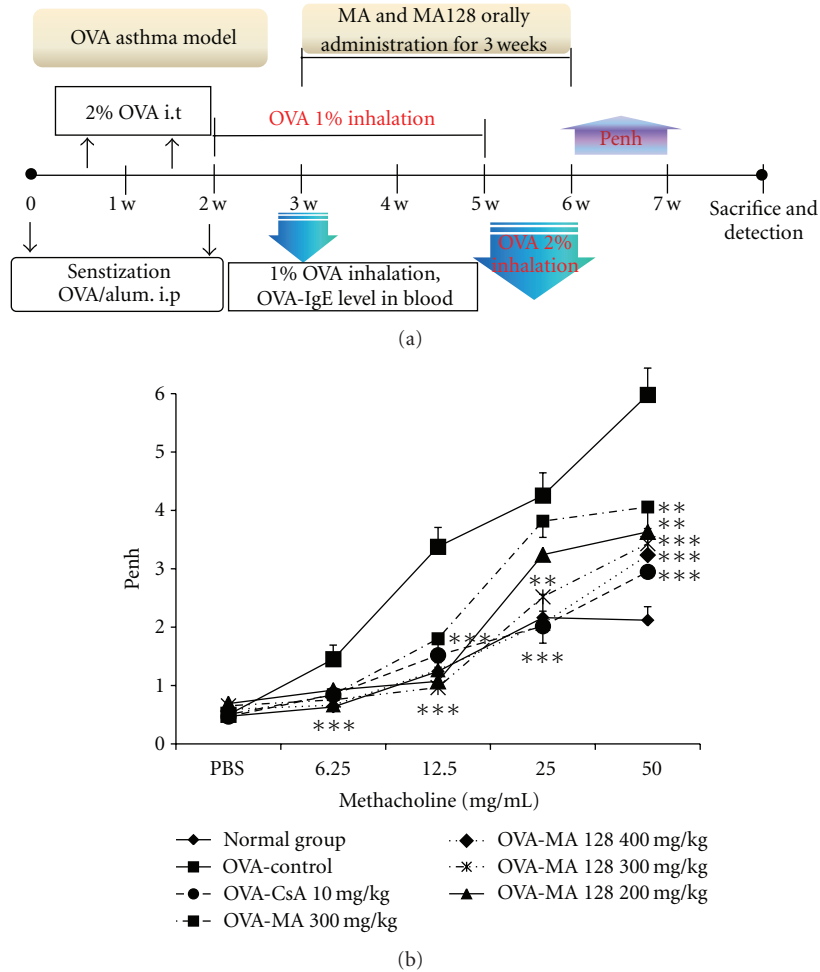 OVA asthma model
MA and MA128 orally
administration for 3 weeks
2% OVA i.t
OVA 1% inhalation
Penh
0
1 w
2 w
3 w
4 w
5 w
6 w
7 w
Sacrifice and
detection
Senstization
OVA/alum. i.p
1% OVA inhalation,
OVA-IgE level in blood
OVA 2%
inhalation
(a)
6
5
4
3
2
1
0
Penh
**
**
***
***
***
**
***
***
***
***
PBS
6.25
12.5
25
50
Methacholine (mg/mL)
Normal group
OVA-control
OVA-CsA 10 mg/kg
OVA-MA 300 mg/kg
OVA-MA 128 400 mg/kg
OVA-MA 128 300 mg/kg
OVA-MA 128 200 mg/kg
(b)